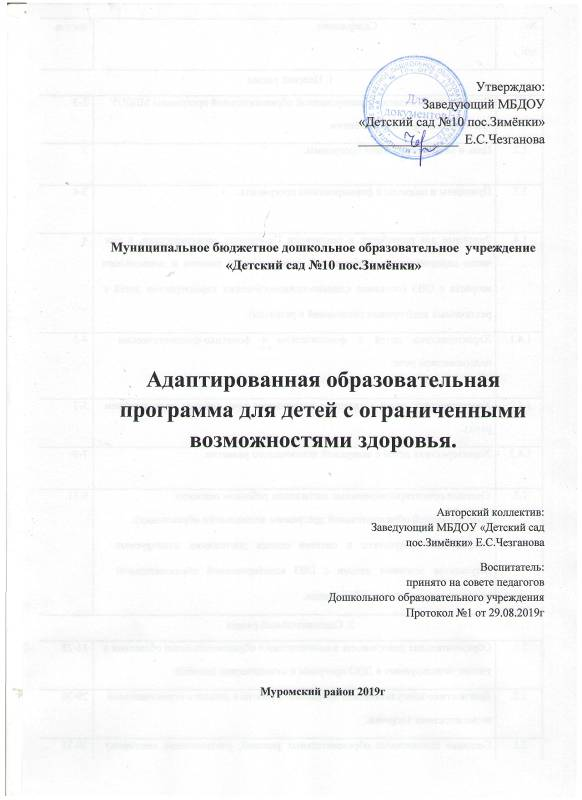 Утверждаю:
Заведующий МБДОУ
«Детский сад №10 пос.Зимёнки»
Е.С.Чезганова
Для
документов
Муниципальное бюджетное дошкольное образовательное учреждение
«Детский сад №10 пос.Зимёнки»
Адаптированная образовательная
программа для детей с ограниченными
возможностями здоровья.
Авторский коллектив:
Заведующий МБДОУ «Детский сад
пос.Зимёнки» Е.С.Чезганова
Воспитатель:
принято на совете педагогов
Дошкольного образовательного учреждения
Протокол №1 от 29.08.2019г
Муромский район 2019г